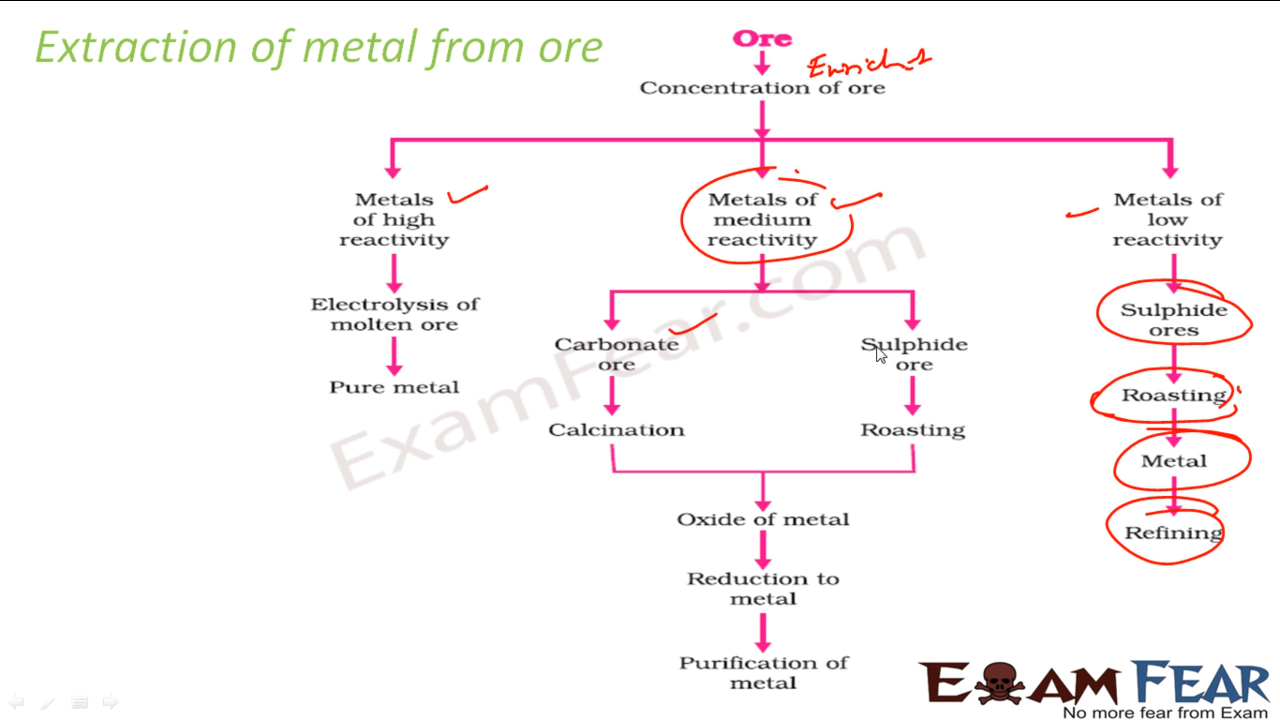 Extraction of metal from ore
Ore
Enriched
Concentration of ore
Metals
of high
reactivity
Electrolysis of
molten ore
Pure metal
Metals of
medium
reactivity
Carbonate
ore
Calcination
Sulphide
ore
Roasting
Oxide of metal
Reduction to
metal
Purification of
metal
Metals of
low
reactivity
Sulphide
ores
Roasting
Metal
Refining
ExamFear.com
EXAM FEAR
No more fear from Exam